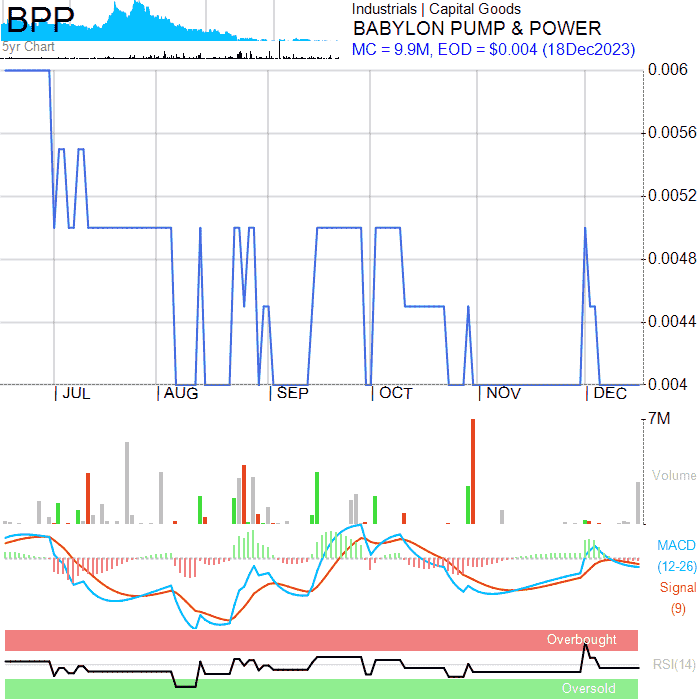 BPP
5yr Chart
Industrials | Capital Goods
BABYLON PUMP & POWER
MC = 9.9M, EOD = $0.004 (18Dec2023)
0.006
0.0056
0.0052
0.0048
0.0044
0.004
JUL AUG SEP OCT NOV DEC
7M
Volume
MACD
(12-26)
Signal
(9)
Overbought
RSI(14)
Oversold